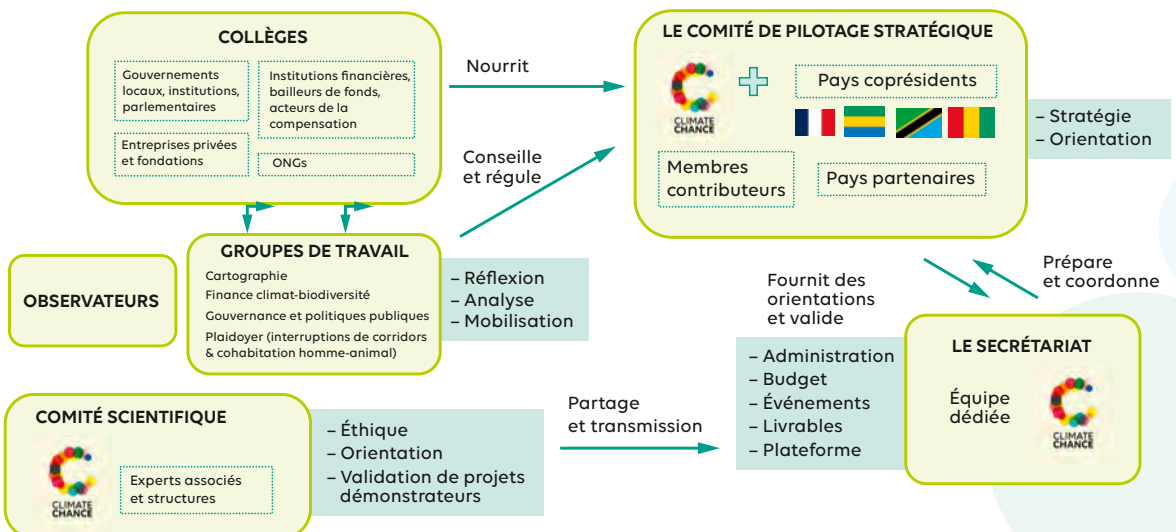 COLLÈGES
Gouvernements
locaux, institutions,
parlementaires
Institutions financières,
bailleurs de fonds,
acteurs de la
compensation
Entreprises privées
et fondations
ONGs
Nourrit
Conseille
et régule
LE COMITÉ DE PILOTAGE STRATÉGIQUE
CLIMATE
CHANCE
Pays coprésidents
Membres
contributeurs
Pays partenaires
– Stratégie
– Orientation
OBSERVATEURS
GROUPES DE TRAVAIL
Cartographie
Finance climat-biodiversité
Gouvernance et politiques publiques
Plaidoyer (interruptions de corridors
& cohabitation homme-animal)
– Réflexion
– Analyse
– Mobilisation
Fournit des
orientations
et valide
Prépare
et coordonne
– Administration
– Budget
– Événements
– Livrables
– Plateforme
LE SECRÉTARIAT
Équipe
dédiée
CLIMATE
CHANCE
COMITÉ SCIENTIFIQUE
CLIMATE
CHANCE
Experts associés
et structures
– Éthique
– Orientation
– Validation de projets
démonstrateurs
Partage
et transmission